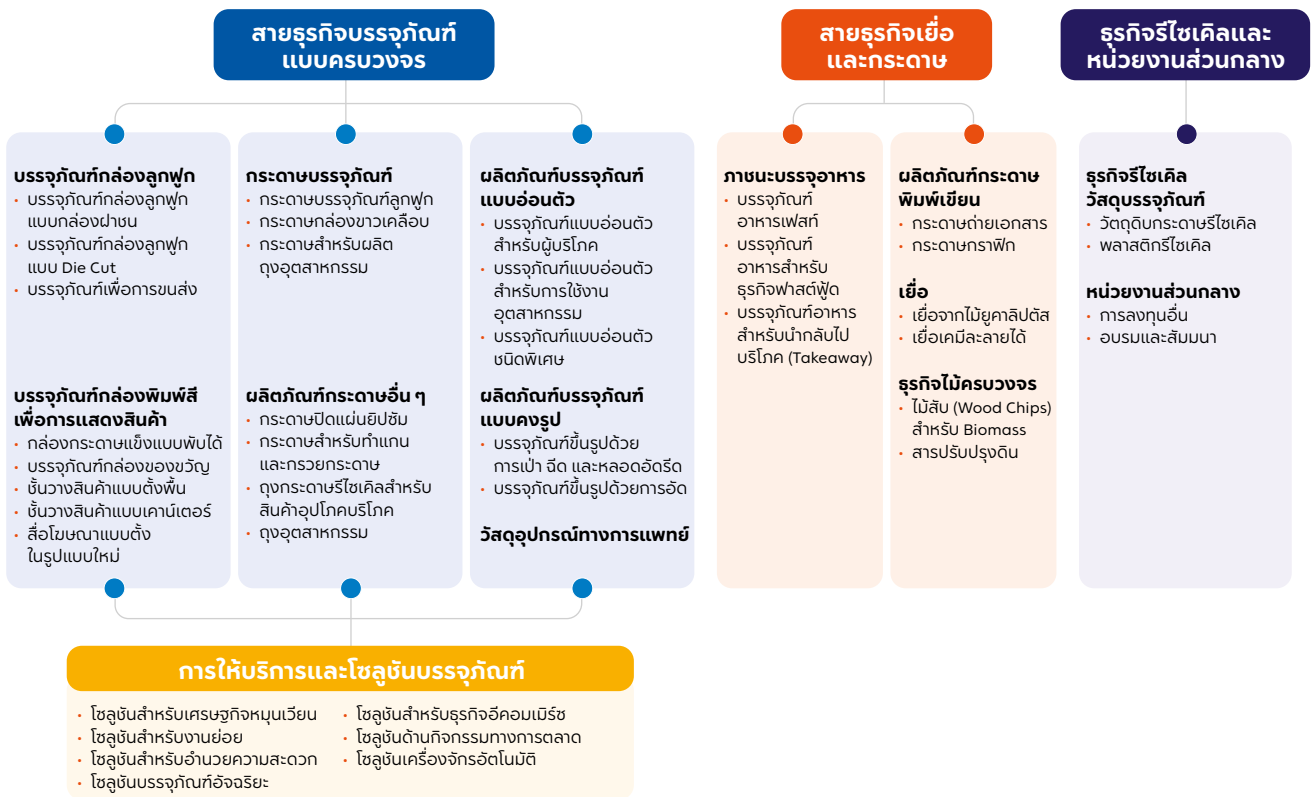 สายธุรกิจบรรจุภัณฑ์
แบบครบวงจร
บรรจุภัณฑ์กล่องลูกฟูก
• บรรจุภัณฑ์กล่องลูกฟูก
แบบกล่องฝาชน
• บรรจุภัณฑ์กล่องลูกฟูก
แบบ Die Cut
• บรรจุภัณฑ์เพื่อการขนส่ง
บรรจุภัณฑ์กล่องพิมพ์สี
เพื่อการแสดงสินค้า
• กล่องกระดาษแข็งแบบพับได้
• บรรจุภัณฑ์กล่องของขวัญ
• ชั้นวางสินค้าแบบตั้งพื้น
• ชั้นวางสินค้าแบบเคาน์เตอร์
• สื่อโฆษณาแบบตั้ง
ในรูปแบบใหม่
กระดาษบรรจุภัณฑ์
• กระดาษบรรจุภัณฑ์ลูกฟูก
• กระดาษกล่องขาวเคลือบ
• กระดาษสำหรับผลิต
ถุงอุตสาหกรรม
ผลิตภัณฑ์กระดาษอื่น ๆ
• กระดาษปิดแผ่นยิปซัม
• กระดาษสำหรับทำแกน
และกรวยกระดาษ
• ถุงกระดาษรีไซเคิลสำหรับ
สินค้าอุปโภคบริโภค
• ถุงอุตสาหกรรม
ผลิตภัณฑ์บรรจุภัณฑ์
แบบอ่อนตัว
• บรรจุภัณฑ์แบบอ่อนตัว
สำหรับผู้บริโภค
• บรรจุภัณฑ์แบบอ่อนตัว
สำหรับการใช้งาน
อุตสาหกรรม
• บรรจุภัณฑ์แบบอ่อนตัว
ชนิดพิเศษ
ผลิตภัณฑ์บรรจุภัณฑ์
แบบคงรูป
• บรรจุภัณฑ์ขึ้นรูปด้วย
การเป่า ฉีด และหลอดอัดรีด
• บรรจุภัณฑ์ขึ้นรูปด้วยการอัด
วัสดุอุปกรณ์ทางการแพทย์
การให้บริการและโซลูชันบรรจุภัณฑ์
• โซลูชันสำหรับเศรษฐกิจหมุนเวียน
• โซลูชันสำหรับงานย่อย
• โซลูชันสำหรับอำนวยความสะดวก
• โซลูชันบรรจุภัณฑ์อัจฉริยะ
• โซลูชันสำหรับธุรกิจอีคอมเมิร์ซ
• โซลูชันด้านกิจกรรมทางการตลาด
• โซลูชันเครื่องจักรอัตโนมัติ
สายธุรกิจเยื่อ
และกระดาษ
ภาชนะบรรจุอาหาร
• บรรจุภัณฑ์
อาหารเฟสท์
• บรรจุภัณฑ์
อาหารสำหรับ
ธุรกิจฟาสต์ฟู้ด
• บรรจุภัณฑ์อาหาร
สำหรับนำกลับไป
บริโภค (Takeaway)
ผลิตภัณฑ์กระดาษ
พิมพ์เขียน
• กระดาษถ่ายเอกสาร
• กระดาษกราฟิก
เยื่อ
• เยื่อจากไม้ยูคาลิปตัส
• เยื่อเคมีละลายได้
ธุรกิจไม้ครบวงจร
• ไม้สับ (Wood Chips)
สำหรับ Biomass
• สารปรับปรุงดิน
ธุรกิจรีไซเคิลและ
หน่วยงานส่วนกลาง
ธุรกิจรีไซเคิล
วัสดุบรรจุภัณฑ์
• วัตถุดิบกระดาษรีไซเคิล
• พลาสติกรีไซเคิล
หน่วยงานส่วนกลาง
• การลงทุนอื่น
• อบรมและสัมมนา